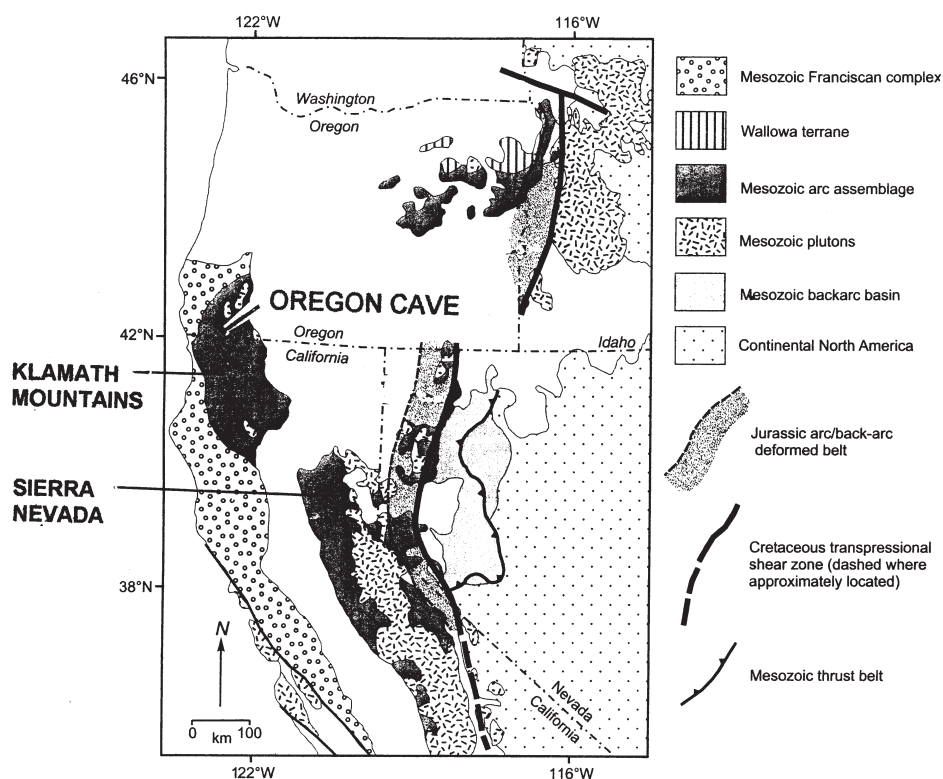 122°W
116°W
46°N
Washington
Oregon
OREGON CAVE
42°N
Oregon
California
Idaho
KLAMATH
MOUNTAINS
SIERRA
NEVADA
38°N
N
0
100
km
Nevada
California
122°W
116°W
Mesozoic Franciscan complex
Wallowa terrane
Mesozoic arc assemblage
Mesozoic plutons
Mesozoic backarc basin
Continental North America
Jurassic arc/back-arc
deformed belt
Cretaceous transpressional
shear zone (dashed where
approximately located)
Mesozoic thrust belt